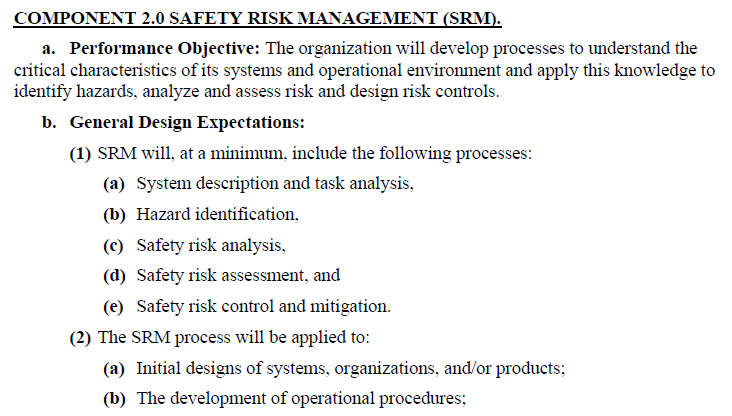 COMPONENT 2.0 SAFETY RISK MANAGEMENT (SRM).
a. Performance Objective: The organization will develop processes to understand the
critical characteristics of its systems and operational environment and apply this knowledge to
identify hazards, analyze and assess risk and design risk controls.
b. General Design Expectations:
(1) SRM will, at a minimum, include the following processes:
(a) System description and task analysis,
(b) Hazard identification,
(c) Safety risk analysis,
(d) Safety risk assessment, and
(e) Safety risk control and mitigation.
(2) The SRM process will be applied to:
(a) Initial designs of systems, organizations, and/or products;
(b) The development of operational procedures;